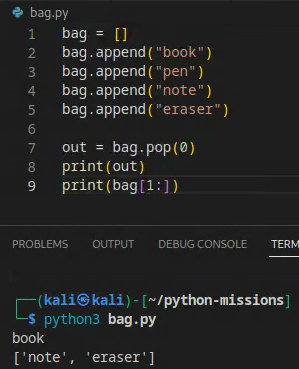 bag.py
1 bag = []
2 bag.append("book")
3 bag.append("pen")
4 bag.append("note")
5 bag.append("eraser")
6
7 out = bag.pop(0)
8 print(out)
9 print(bag[1:])
PROBLEMS OUTPUT DEBUG CONSOLE TERM
┌──(kali㉿kali)-[~/python-missions]
└─$ python3 bag.py
book
['note', 'eraser']